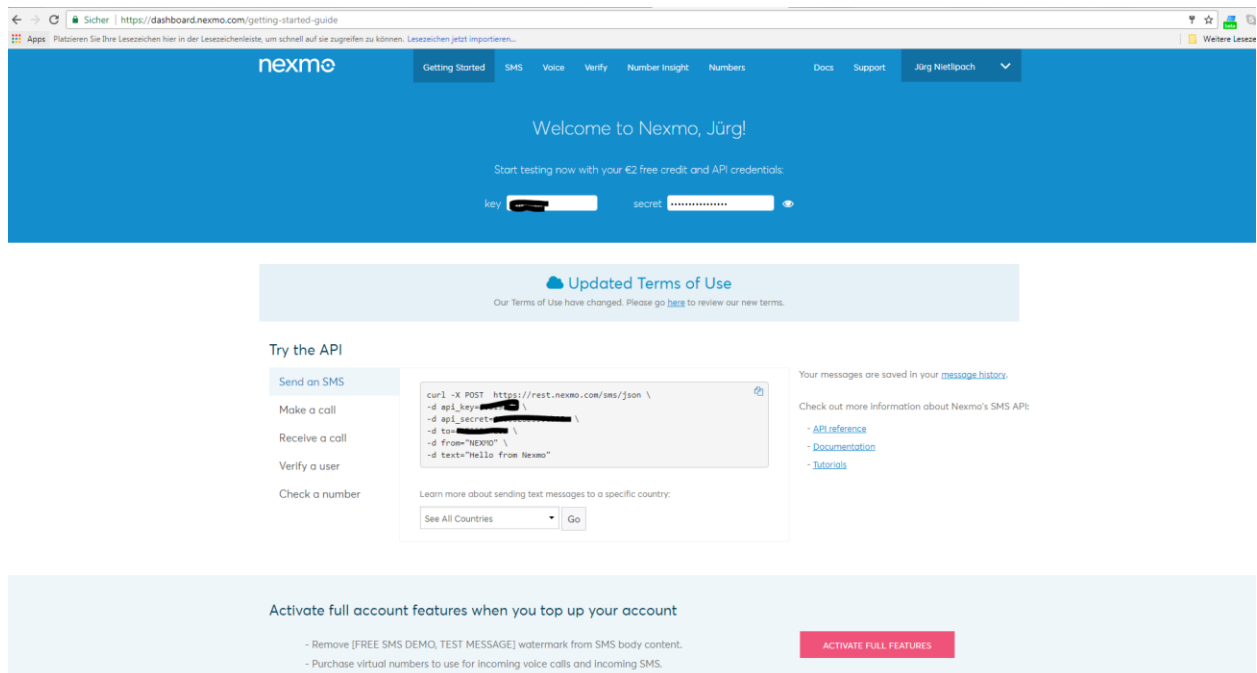 Sicher | https://dashboard.nexmo.com/getting-started-guide
Apps Platzieren Sie Ihre Lesezeichen hier in der Lesezeichenleiste, um schnell auf sie zugreifen zu können. Lesezeichen jetzt importieren... Weitere Leseze
nexmo Getting Started SMS Voice Verify Number Insight Numbers Docs Support Jürg Nietlipach
Welcome to Nexmo, Jürg!
Start testing now with your €2 free credit and API credentials:
key secret ••••••••••••••••
Updated Terms of Use
Our Terms of Use have changed. Please go here to review our new terms.
Try the API
Send an SMS
Make a call
Receive a call
Verify a user
Check a number
curl -X POST https://rest.nexmo.com/sms/json \
-d api_key= \
-d api_secret= \
-d to= \
-d from="NEXMO" \
-d text="Hello from Nexmo"
Learn more about sending text messages to a specific country:
See All Countries Go
Your messages are saved in your message history.
Check out more information about Nexmo's SMS API:
- API reference
- Documentation
- Tutorials
Activate full account features when you top up your account
- Remove [FREE SMS DEMO, TEST MESSAGE] watermark from SMS body content.
- Purchase virtual numbers to use for incoming voice calls and incoming SMS.
ACTIVATE FULL FEATURES